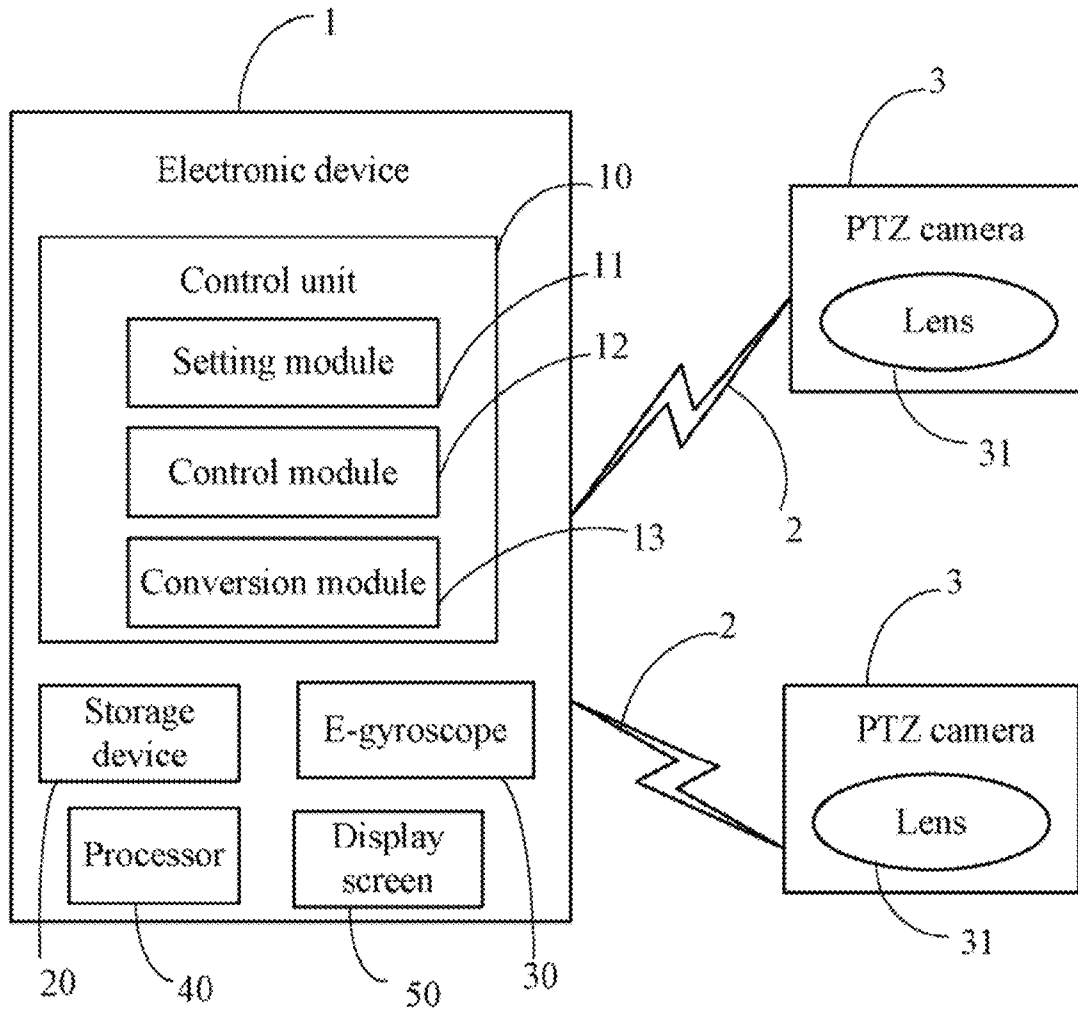 1
3
Electronic device
10
PTZ camera
Control unit
11
Lens
Setting module
12
31
Control module
2
13
Conversion module
3
2
Storage
device
E-gyroscope
PTZ camera
Lens
Processor
Display
screen
31
20
40
50
30